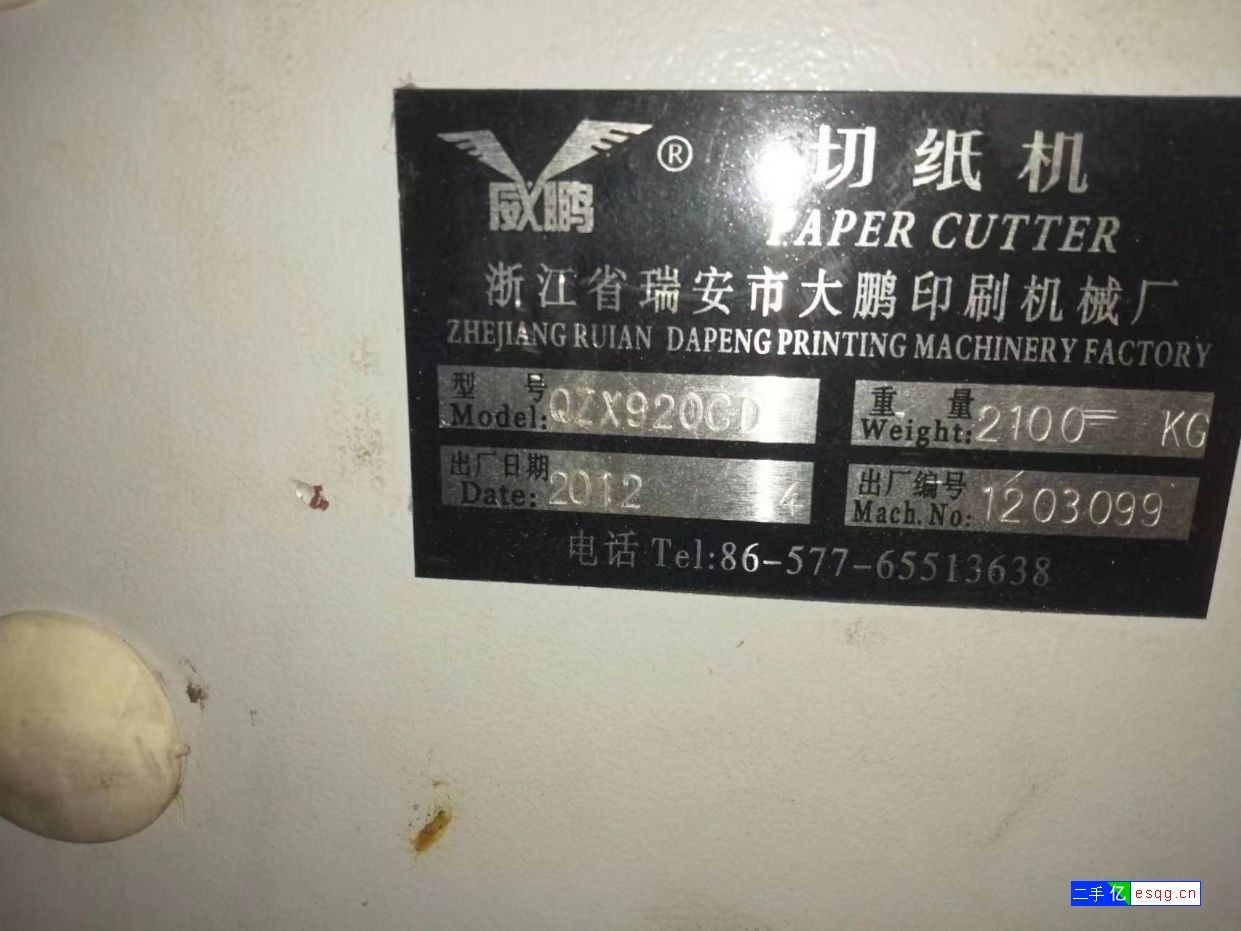 威鹏 ®
切纸机
PAPER CUTTER
浙江省瑞安市大鹏印刷机械厂
ZHEJIANG RUIAN DAPENG PRINTING MACHINERY FACTORY
型 号 Model: QZX920CD
重 量 Weight: 2100= KG
出厂日期 Date: 2012 4
出厂编号 Mach.No: 1203099
电话 Tel:86-577-65513638
二手亿 esqg.cn